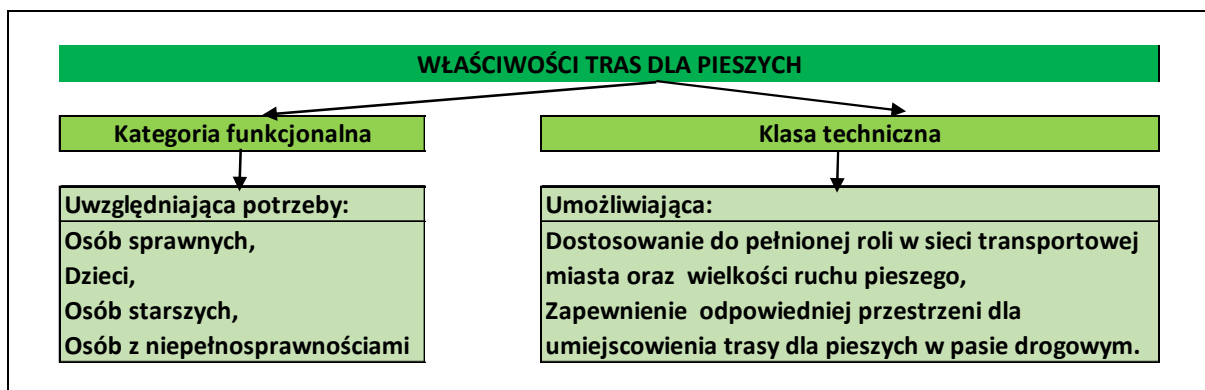 WŁAŚCIWOŚCI TRAS DLA PIESZYCH
Kategoria funkcjonalna
Uwzględniająca potrzeby:
Osób sprawnych,
Dzieci,
Osób starszych,
Osób z niepełnosprawnościami
Klasa techniczna
Umożliwiająca:
Dostosowanie do pełnionej roli w sieci transportowej
miasta oraz wielkości ruchu pieszego,
Zapewnienie odpowiedniej przestrzeni dla
umiejscowienia trasy dla pieszych w pasie drogowym.